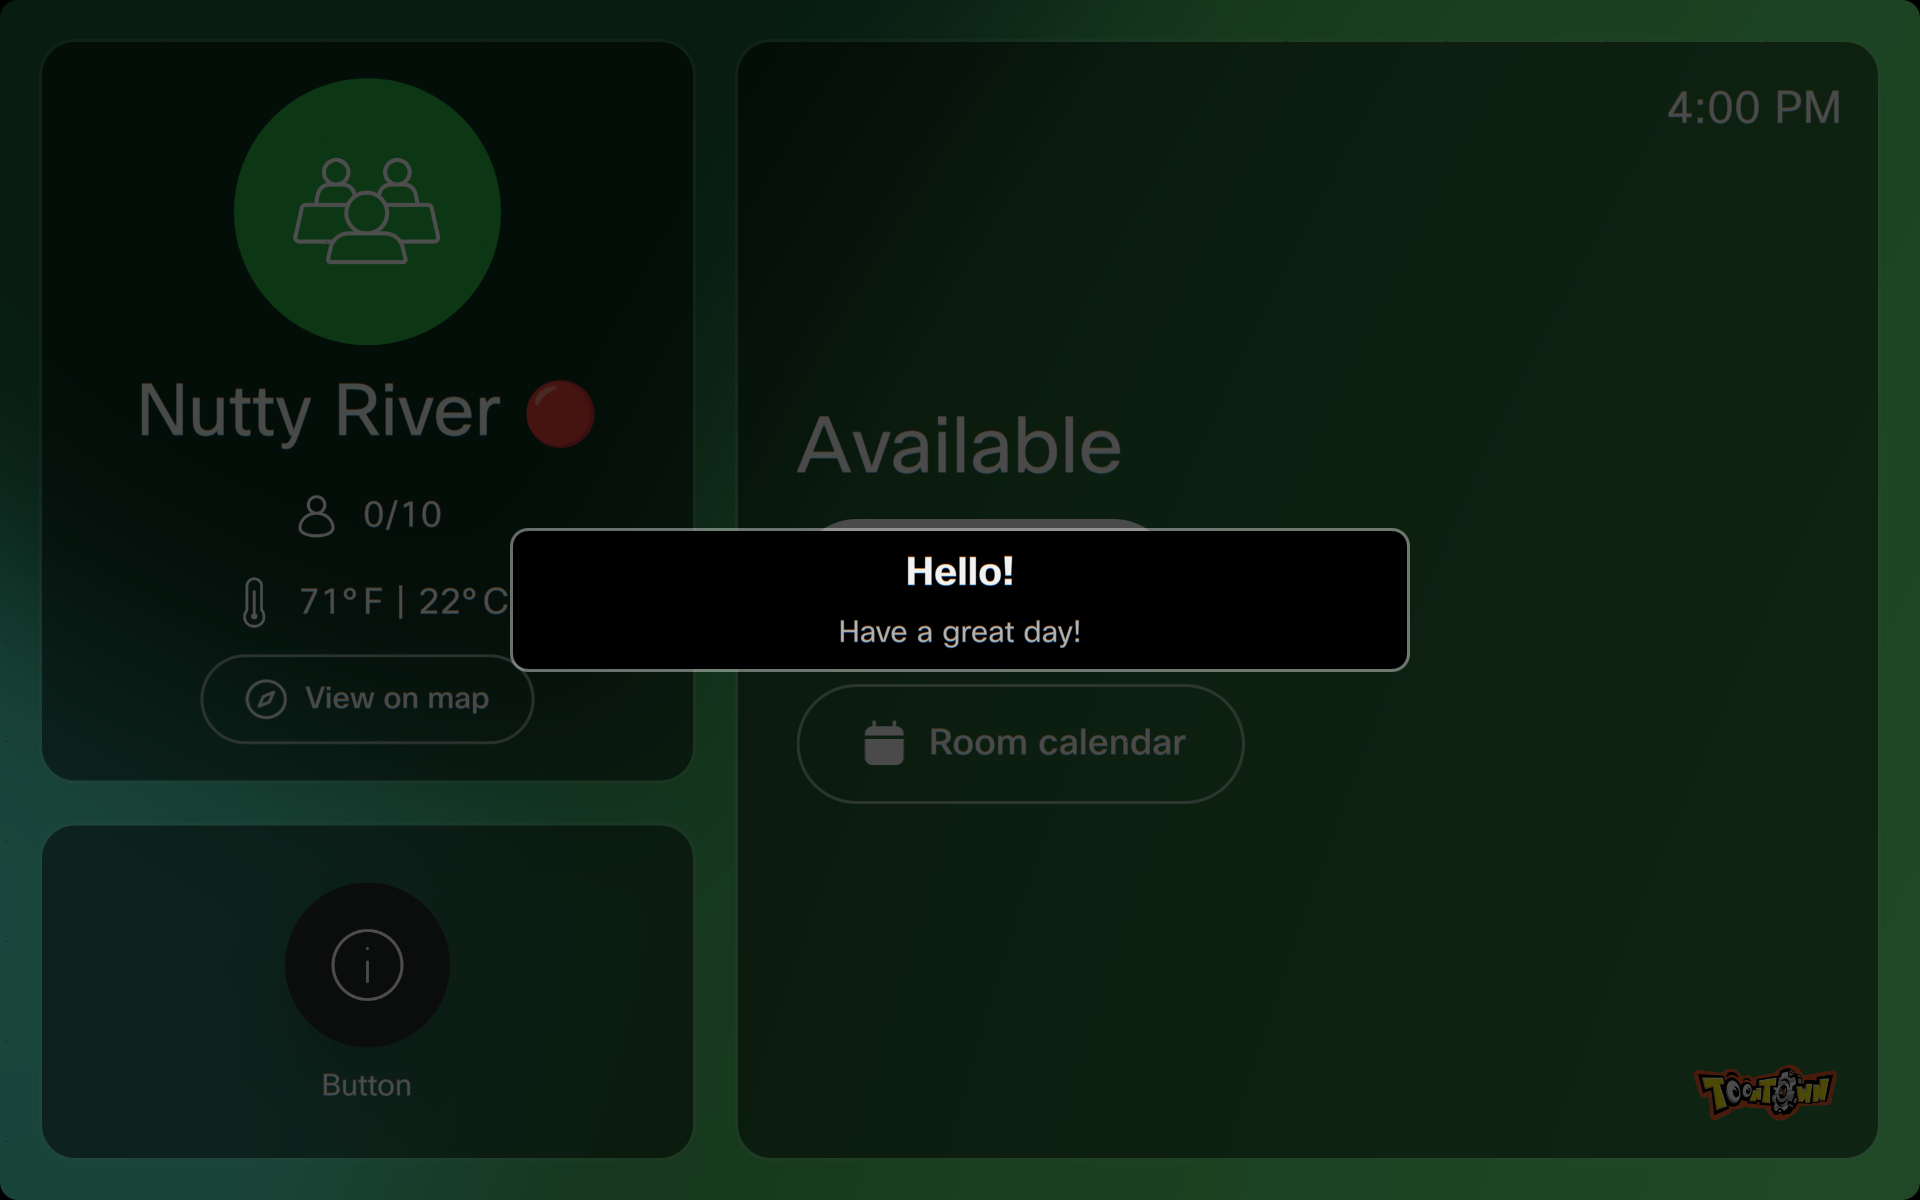 4:00 PM
Nutty River
0/10
71°F | 22°C
View on map
Button
Available
Hello!
Have a great day!
Room calendar
TOONTOWN